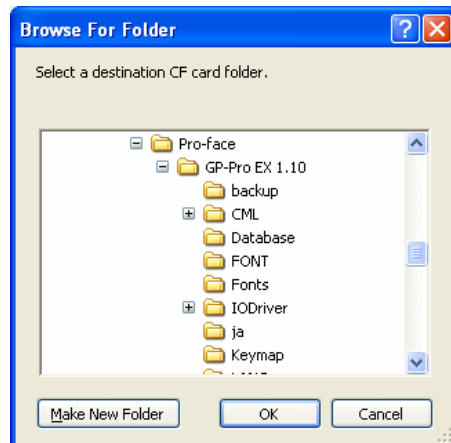 Browse For Folder
Select a destination CF card folder.
Pro-face
GP-Pro EX 1.10
backup
CML
Database
FONT
Fonts
IODriver
ja
Keymap
Make New Folder
OK
Cancel